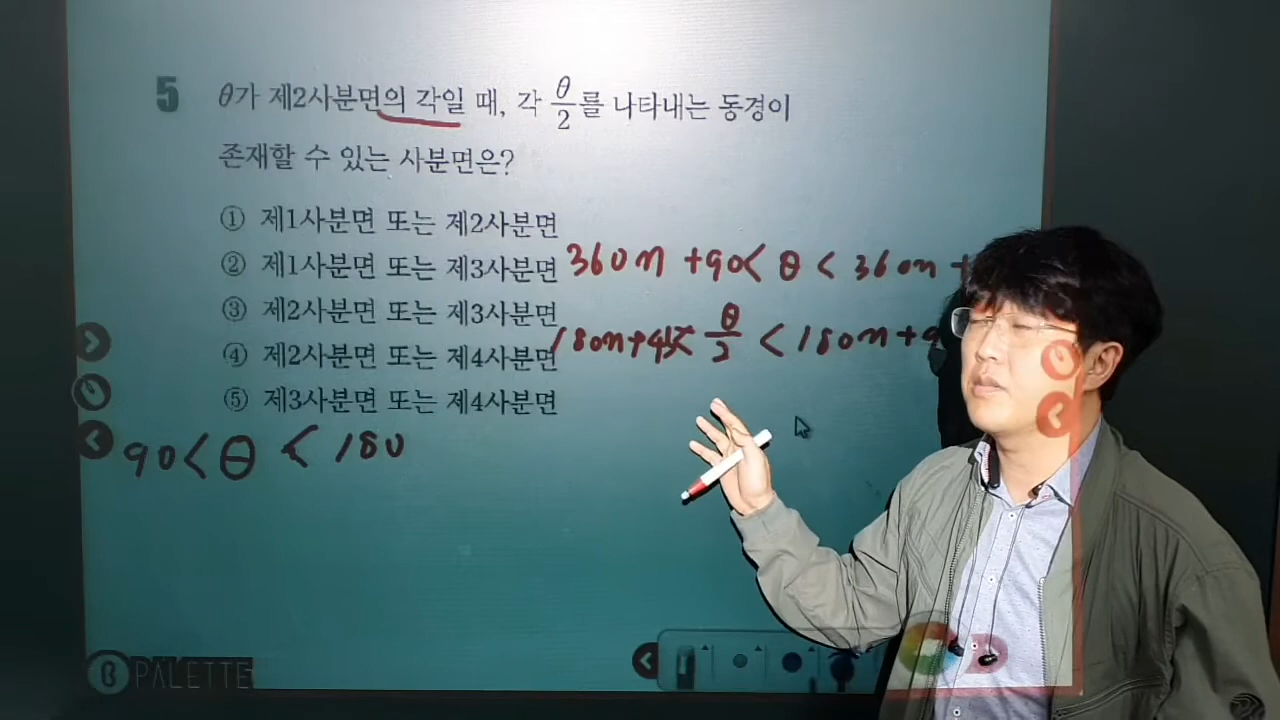 5 θ가 제2사분면의 각일 때, 각 θ/2를 나타내는 동경이
존재할 수 있는 사분면은?
① 제1사분면 또는 제2사분면
② 제1사분면 또는 제3사분면
③ 제2사분면 또는 제3사분면
④ 제2사분면 또는 제4사분면
⑤ 제3사분면 또는 제4사분면
360n +90< θ < 360n +
180n+45< θ/2 < 180n+9
90< θ < 180
PALETTE